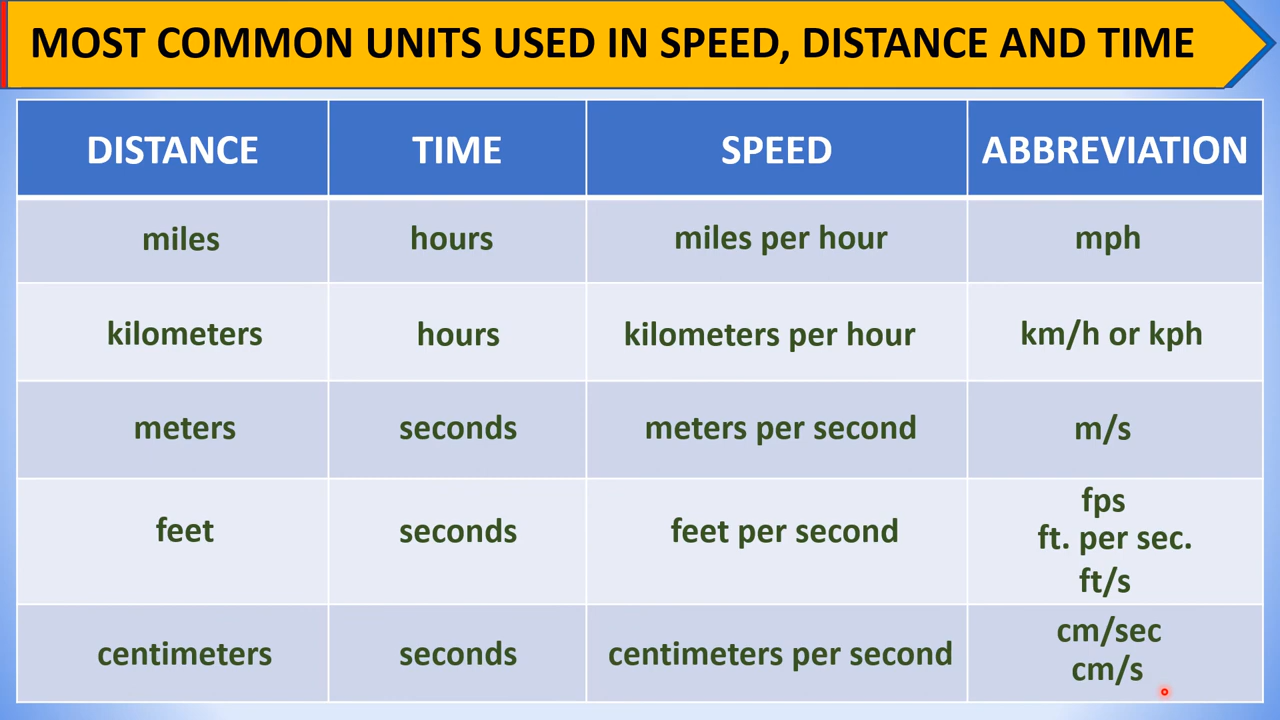 MOST COMMON UNITS USED IN SPEED, DISTANCE AND TIME
DISTANCE TIME SPEED ABBREVIATION
miles hours miles per hour mph
kilometers hours kilometers per hour km/h or kph
meters seconds meters per second m/s
feet seconds feet per second fps
ft. per sec.
ft/s
centimeters seconds centimeters per second cm/sec
cm/s